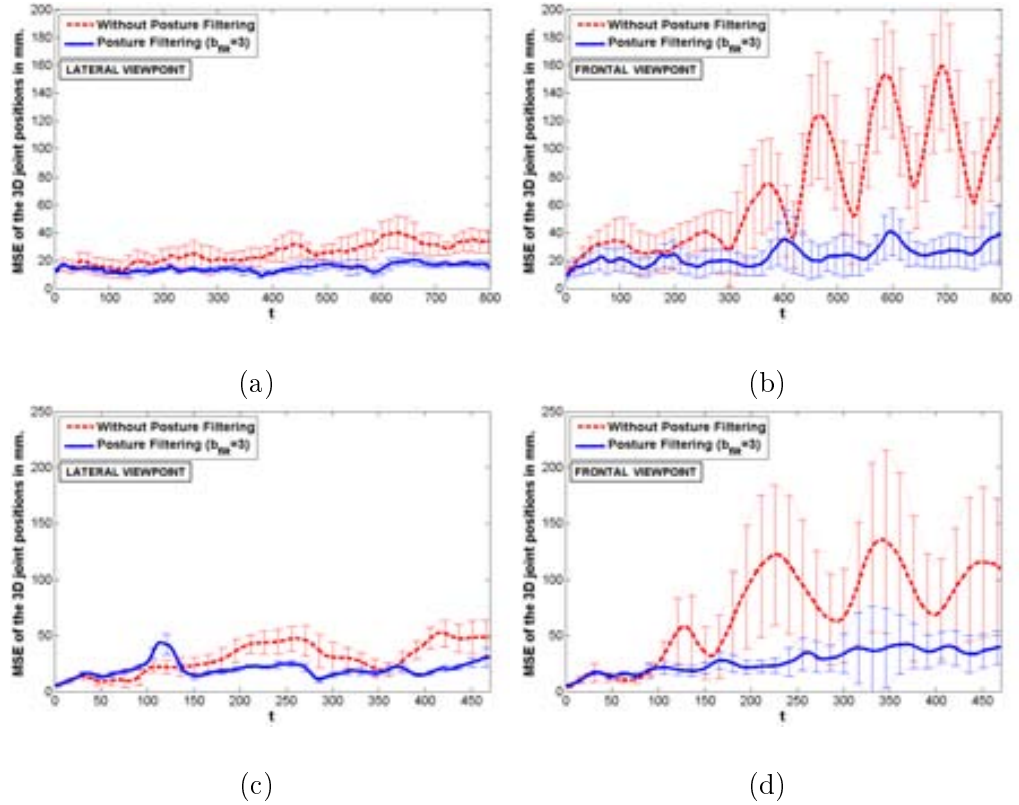 MSE of the 3D joint positions in mm.
200
180
160
140
120
100
80
60
40
20
0
Without Posture Filtering
Posture Filtering (b_filt=3)
LATERAL VIEWPOINT
0 100 200 300 400 500 600 700 800
t
(a)
MSE of the 3D joint positions in mm.
200
180
160
140
120
100
80
60
40
20
0
Without Posture Filtering
Posture Filtering (b_filt=3)
FRONTAL VIEWPOINT
0 100 200 300 400 500 600 700 800
t
(b)
MSE of the 3D joint positions in mm.
250
200
150
100
50
0
Without Posture Filtering
Posture Filtering (b_filt=3)
LATERAL VIEWPOINT
0 50 100 150 200 250 300 350 400 450
t
(c)
MSE of the 3D joint positions in mm.
250
200
150
100
50
0
Without Posture Filtering
Posture Filtering (b_filt=3)
FRONTAL VIEWPOINT
0 50 100 150 200 250 300 350 400 450
t
(d)